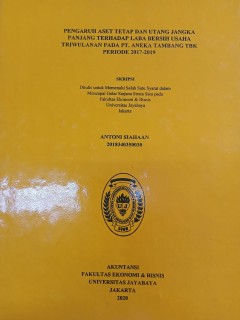 PENGARUH ASET TETAP DAN UTANG JANGKA
PANJANG TERHADAP LABA BERSIH USAHA
TRIWULANAN PADA PT. ANEKA TAMBANG TBK
PERIODE 2017-2019
SKRIPSI
Diajukan untuk Memenuhi Salah Satu Syarat dalam
Mencapai Gelar Sarjana Strata Satu pada
Fakultas Ekonomi & Bisnis
Universitas Jayabaya
Jakarta
ANTONI SIAHAAN
AKUNTANSI
FAKULTAS EKONOMI & BISNIS
UNIVERSITAS JAYABAYA
JAKARTA
2020